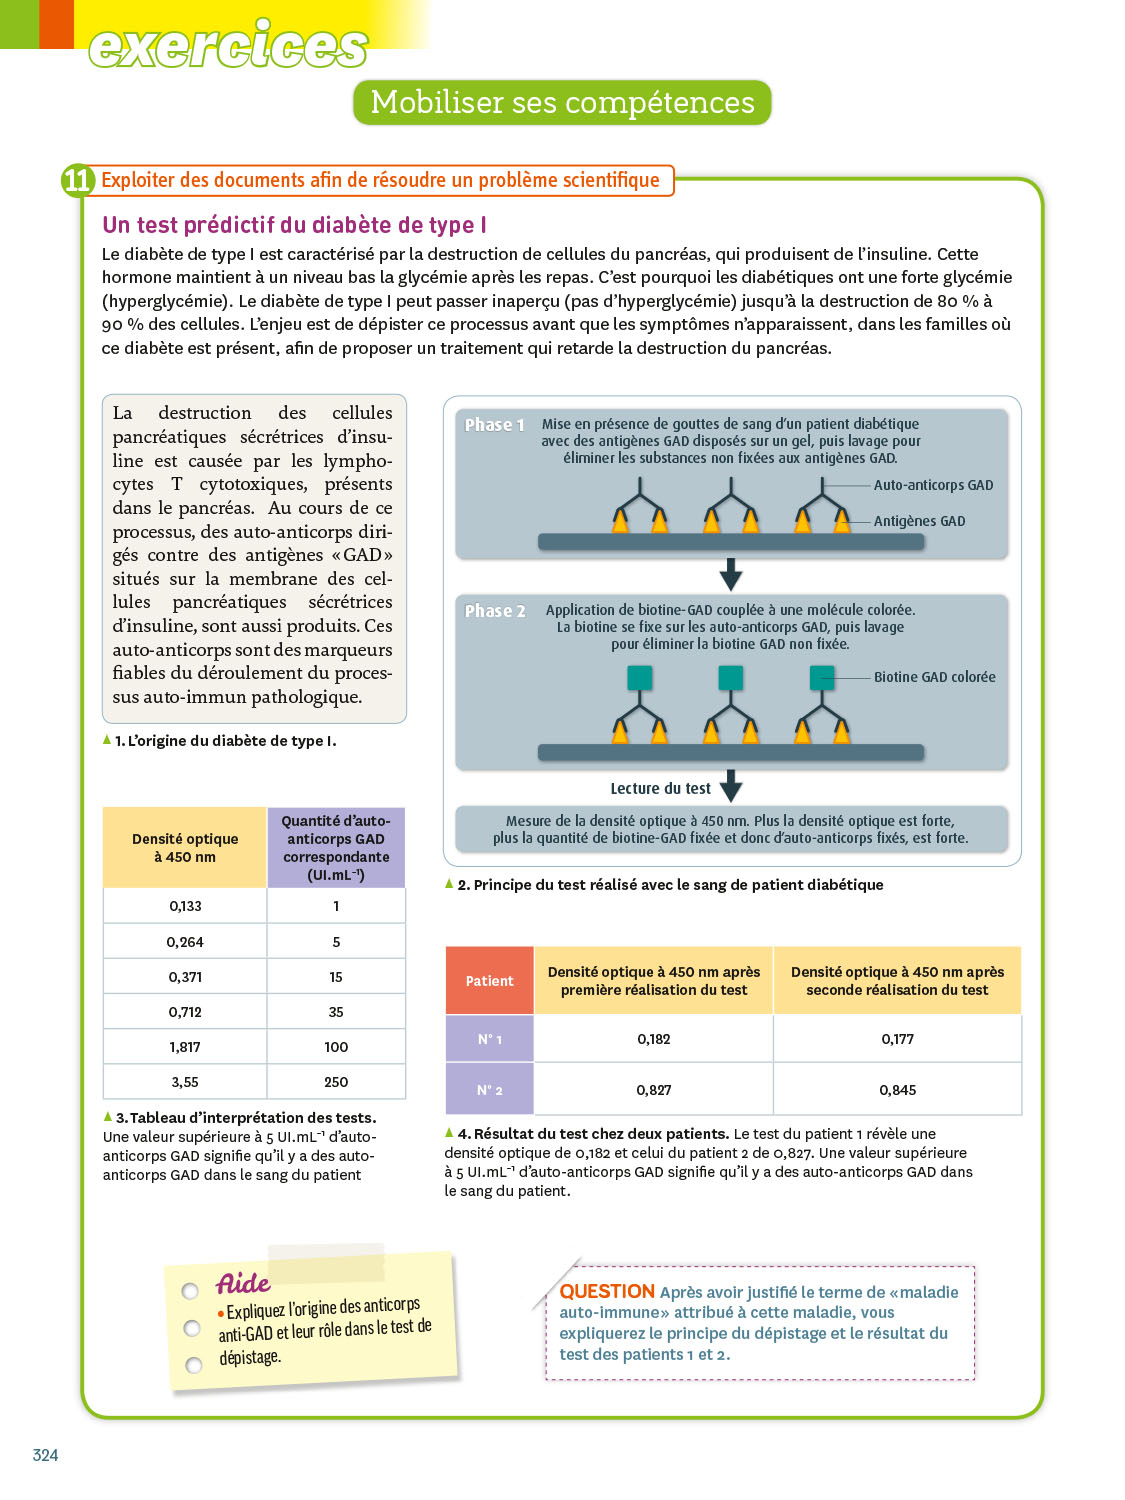 exercices
Mobiliser ses compétences
11 Exploiter des documents afin de résoudre un problème scientifique
Un test prédictif du diabète de type I
Le diabète de type I est caractérisé par la destruction de cellules du pancréas, qui produisent de l’insuline. Cette
hormone maintient à un niveau bas la glycémie après les repas. C’est pourquoi les diabétiques ont une forte glycémie
(hyperglycémie). Le diabète de type I peut passer inaperçu (pas d’hyperglycémie) jusqu’à la destruction de 80 % à
90 % des cellules. L’enjeu est de dépister ce processus avant que les symptômes n’apparaissent, dans les familles où
ce diabète est présent, afin de proposer un traitement qui retarde la destruction du pancréas.
La destruction des cellules
pancréatiques sécrétrices d’insu-
line est causée par les lympho-
cytes T cytotoxiques, présents
dans le pancréas. Au cours de ce
processus, des auto-anticorps diri-
gés contre des antigènes «GAD»
situés sur la membrane des cel-
lules pancréatiques sécrétrices
d’insuline, sont aussi produits. Ces
auto-anticorps sont des marqueurs
fiables du déroulement du proces-
sus auto-immun pathologique.
1. L’origine du diabète de type I.
Phase 1 Mise en présence de gouttes de sang d’un patient diabétique
avec des antigènes GAD disposés sur un gel, puis lavage pour
éliminer les substances non fixées aux antigènes GAD.
Auto-anticorps GAD
Antigènes GAD
Phase 2 Application de biotine-GAD couplée à une molécule colorée.
La biotine se fixe sur les auto-anticorps GAD, puis lavage
pour éliminer la biotine GAD non fixée.
Biotine GAD colorée
Lecture du test
Mesure de la densité optique à 450 nm. Plus la densité optique est forte,
plus la quantité de biotine-GAD fixée et donc d’auto-anticorps fixés, est forte.
2. Principe du test réalisé avec le sang de patient diabétique
Densité optique
à 450 nm
Quantité d’auto-
anticorps GAD
correspondante
(UI.mL⁻¹)
0,133 1
0,264 5
0,371 15
0,712 35
1,817 100
3,55 250
3. Tableau d’interprétation des tests.
Une valeur supérieure à 5 UI.mL⁻¹ d’auto-
anticorps GAD signifie qu’il y a des auto-
anticorps GAD dans le sang du patient
Patient
Densité optique à 450 nm après
première réalisation du test
Densité optique à 450 nm après
seconde réalisation du test
N° 1 0,182 0,177
N° 2 0,827 0,845
4. Résultat du test chez deux patients. Le test du patient 1 révèle une
densité optique de 0,182 et celui du patient 2 de 0,827. Une valeur supérieure
à 5 UI.mL⁻¹ d’auto-anticorps GAD signifie qu’il y a des auto-anticorps GAD dans
le sang du patient.
Aide
• Expliquez l’origine des anticorps
anti-GAD et leur rôle dans le test de
dépistage.
QUESTION Après avoir justifié le terme de «maladie
auto-immune» attribué à cette maladie, vous
expliquerez le principe du dépistage et le résultat du
test des patients 1 et 2.
324